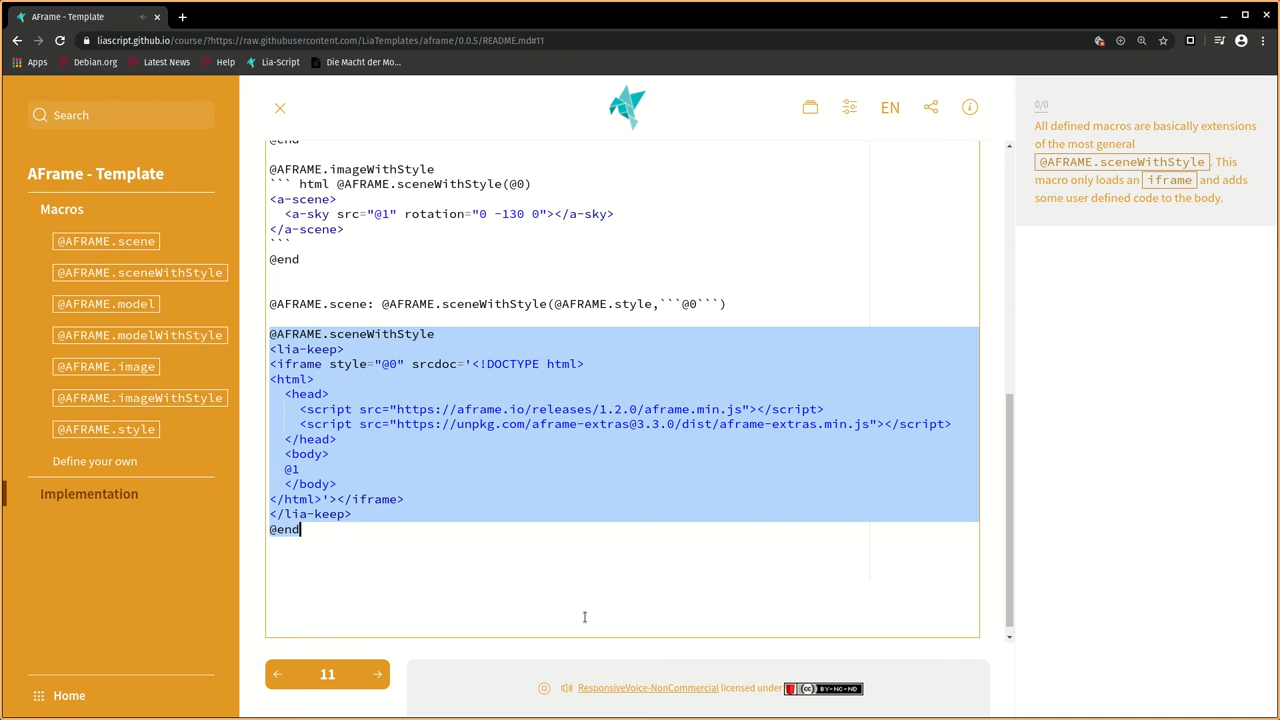 AFrame - Template
liascript.github.io/course/?https://raw.githubusercontent.com/LiaTemplates/aframe/0.0.5/README.md#11
Apps
Debian.org
Latest News
Help
Lia-Script
Die Macht der Mo...
Search
AFrame - Template
Macros
@AFRAME.scene
@AFRAME.sceneWithStyle
@AFRAME.model
@AFRAME.modelWithStyle
@AFRAME.image
@AFRAME.imageWithStyle
@AFRAME.style
Define your own
Implementation
Home
EN
@end
@AFRAME.imageWithStyle
``` html @AFRAME.sceneWithStyle(@0)
<a-scene>
<a-sky src="@1" rotation="0 -130 0"></a-sky>
</a-scene>
```
@end
@AFRAME.scene: @AFRAME.sceneWithStyle(@AFRAME.style,```@0```)
@AFRAME.sceneWithStyle
<lia-keep>
<iframe style="@0" srcdoc='<!DOCTYPE html>
<html>
<head>
<script src="https://aframe.io/releases/1.2.0/aframe.min.js"></script>
<script src="https://unpkg.com/aframe-extras@3.3.0/dist/aframe-extras.min.js"></script>
</head>
<body>
@1
</body>
</html>'></iframe>
</lia-keep>
@end
11
ResponsiveVoice-NonCommercial licensed under
BY-NC-ND
0/0
All defined macros are basically extensions
of the most general
@AFRAME.sceneWithStyle. This
macro only loads an iframe and adds
some user defined code to the body.